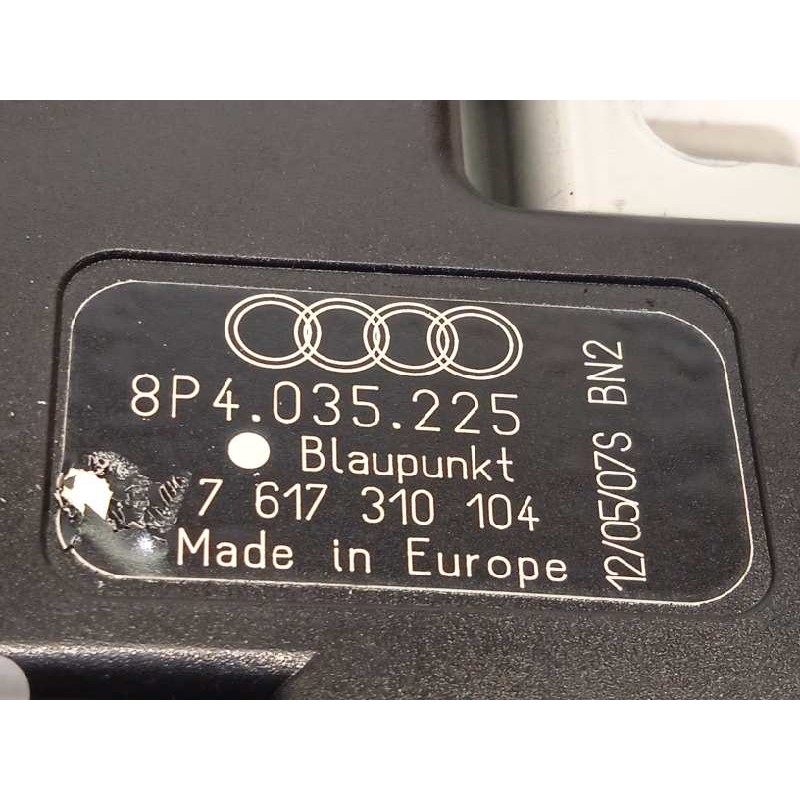 8P4.035.225
Blaupunkt
7 617 310 104
Made in Europe
12/05/07S BN2